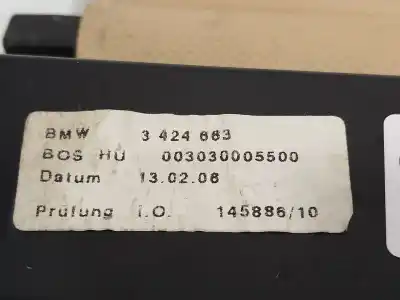 BMW 3 424 663
BOS HU 003030005500
Datum 13.02.06
Prüfung i.O. 145886/10